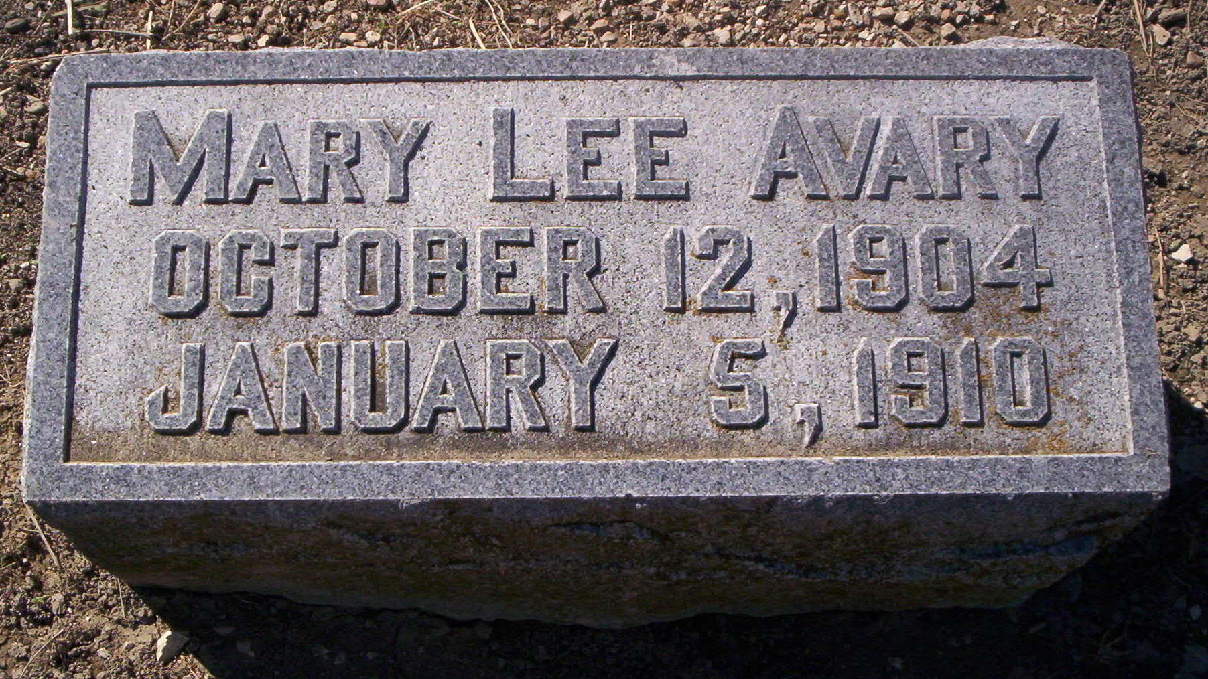 MARY LEE AVARY
OCTOBER 12, 1904
JANUARY 5, 1910